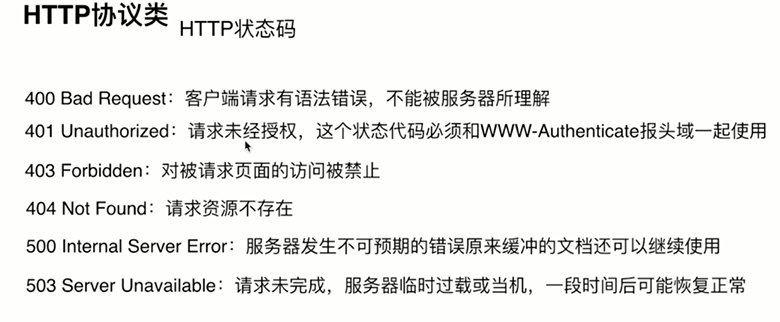 HTTP协议类 HTTP状态码
400 Bad Request：客户端请求有语法错误，不能被服务器所理解
401 Unauthorized：请求未经授权，这个状态代码必须和WWW-Authenticate报头域一起使用
403 Forbidden：对被请求页面的访问被禁止
404 Not Found：请求资源不存在
500 Internal Server Error：服务器发生不可预期的错误原来缓冲的文档还可以继续使用
503 Server Unavailable：请求未完成，服务器临时过载或当机，一段时间后可能恢复正常